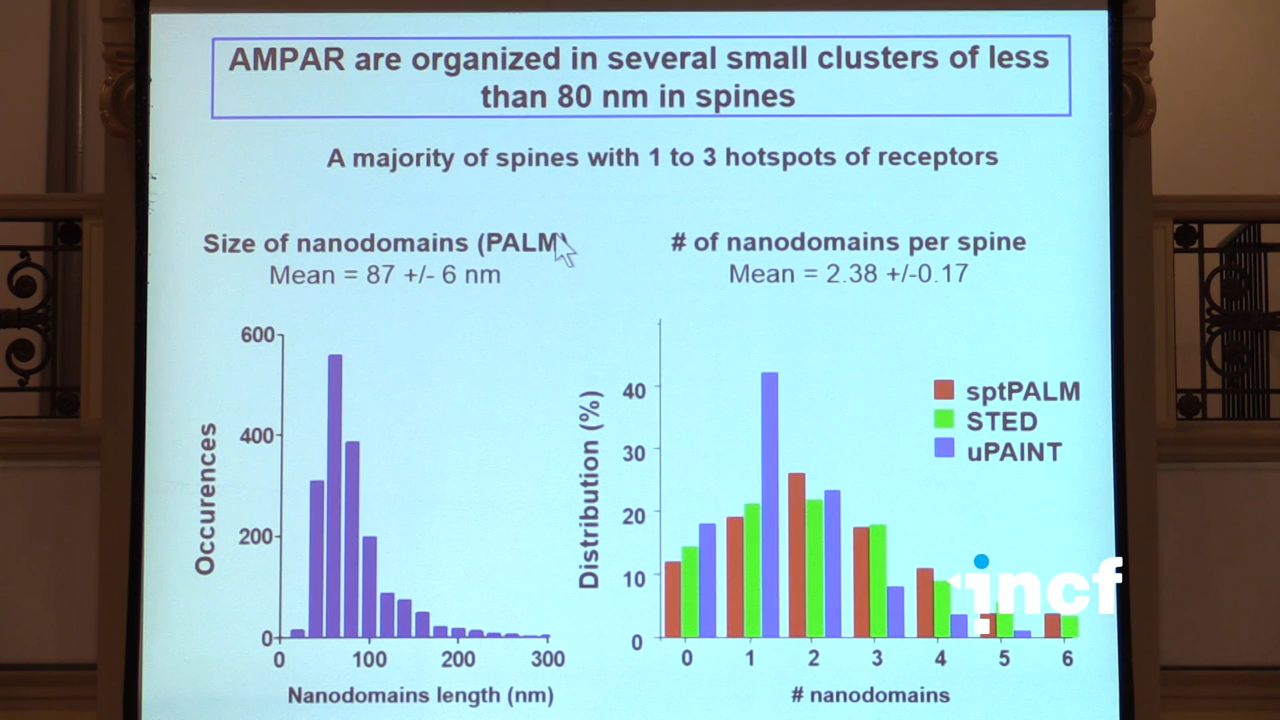 AMPAR are organized in several small clusters of less
than 80 nm in spines
A majority of spines with 1 to 3 hotspots of receptors
Size of nanodomains (PALM)
Mean = 87 +/- 6 nm
600
400
200
0
Occurences
0 100 200 300
Nanodomains length (nm)
# of nanodomains per spine
Mean = 2.38 +/-0.17
sptPALM
STED
uPAINT
40
30
20
10
0
Distribution (%)
0 1 2 3 4 5 6
# nanodomains
incf